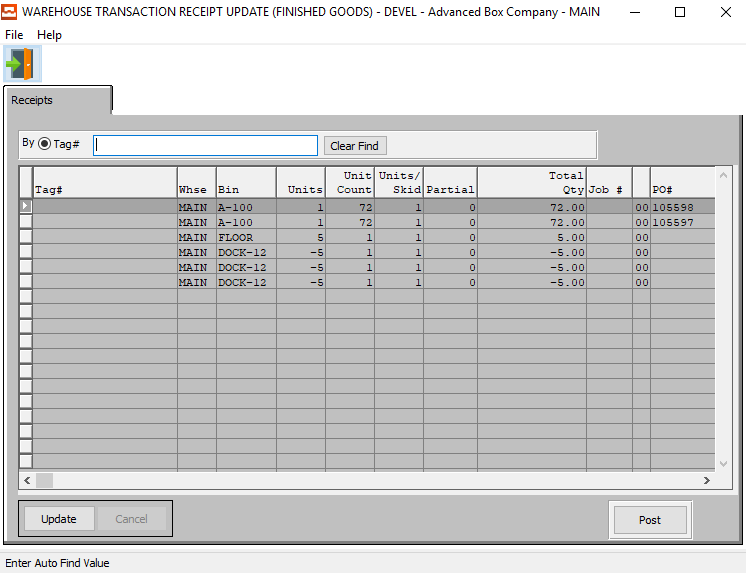 WAREHOUSE TRANSACTION RECEIPT UPDATE (FINISHED GOODS) - DEVEL - Advanced Box Company - MAIN
File Help
Receipts
By Tag# Clear Find
Unit Units/ Total
Tag# Whse Bin Units Count Skid Partial Qty Job # PO#
MAIN A-100 1 72 1 0 72.00 00 105598
MAIN A-100 1 72 1 0 72.00 00 105597
MAIN FLOOR 5 1 1 0 5.00 00
MAIN DOCK-12 -5 1 1 0 -5.00 00
MAIN DOCK-12 -5 1 1 0 -5.00 00
MAIN DOCK-12 -5 1 1 0 -5.00 00
Update Cancel Post
Enter Auto Find Value